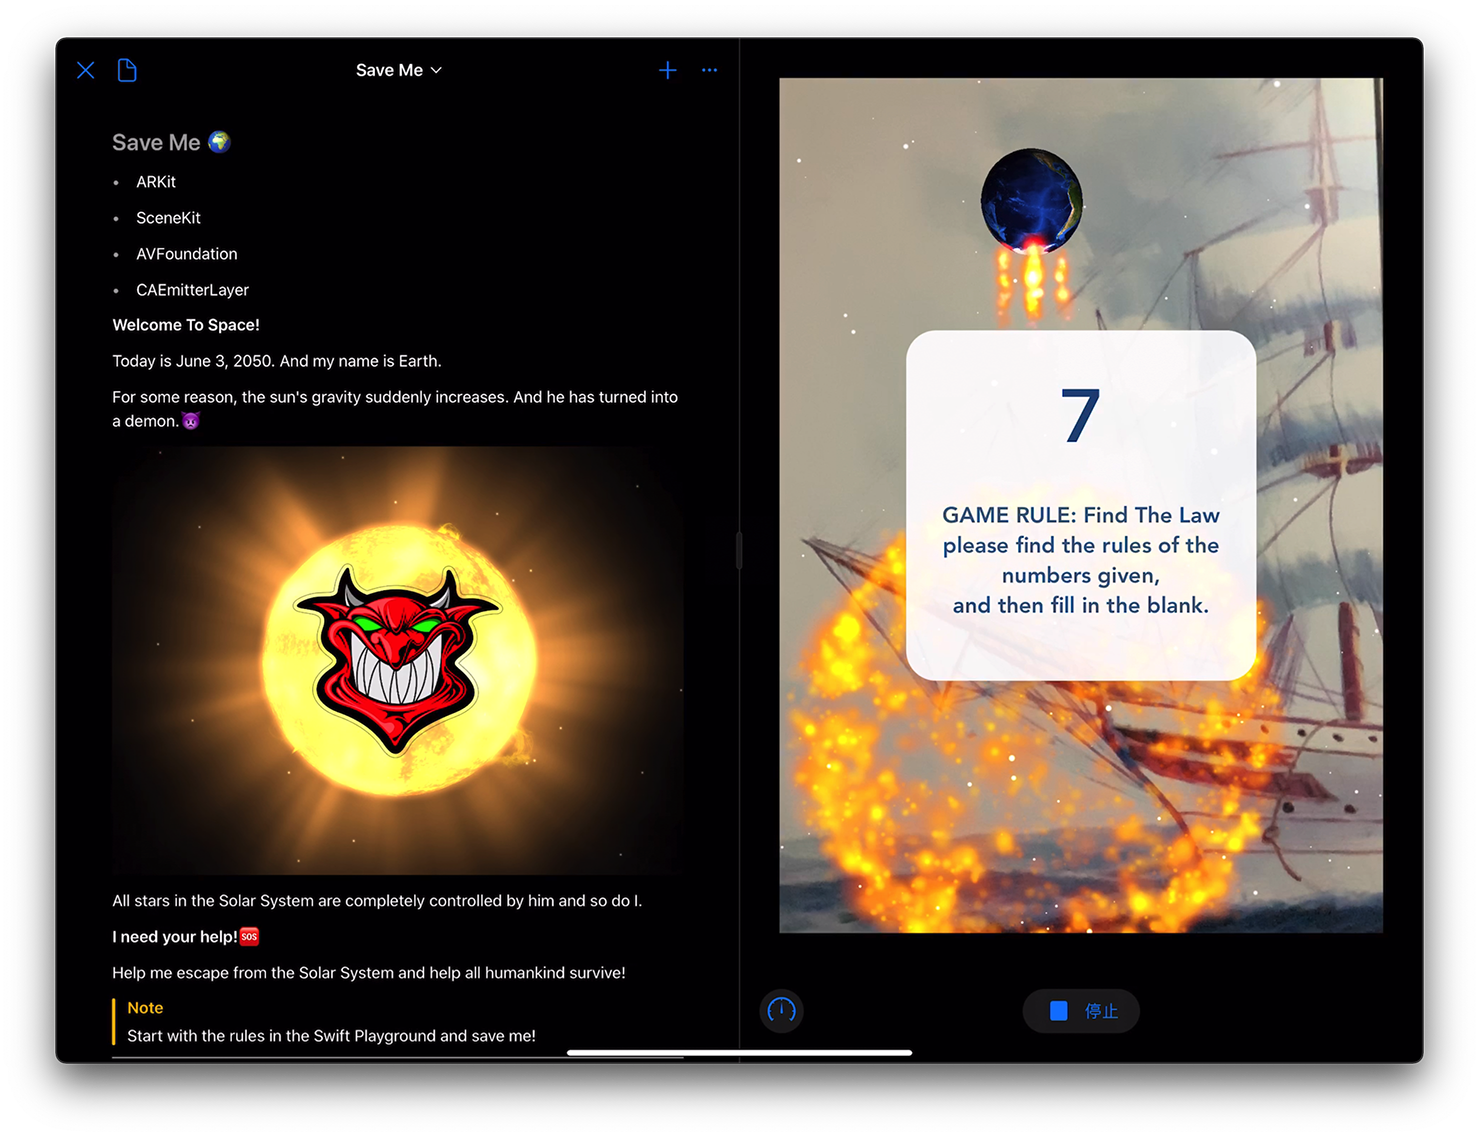 Save Me
Save Me
ARKit
SceneKit
AVFoundation
CAEmitterLayer
Welcome To Space!
Today is June 3, 2050. And my name is Earth.
For some reason, the sun's gravity suddenly increases. And he has turned into
a demon.
All stars in the Solar System are completely controlled by him and so do I.
I need your help!🆘
Help me escape from the Solar System and help all humankind survive!
Note
Start with the rules in the Swift Playground and save me!
7
GAME RULE: Find The Law
please find the rules of the
numbers given,
and then fill in the blank.
停止